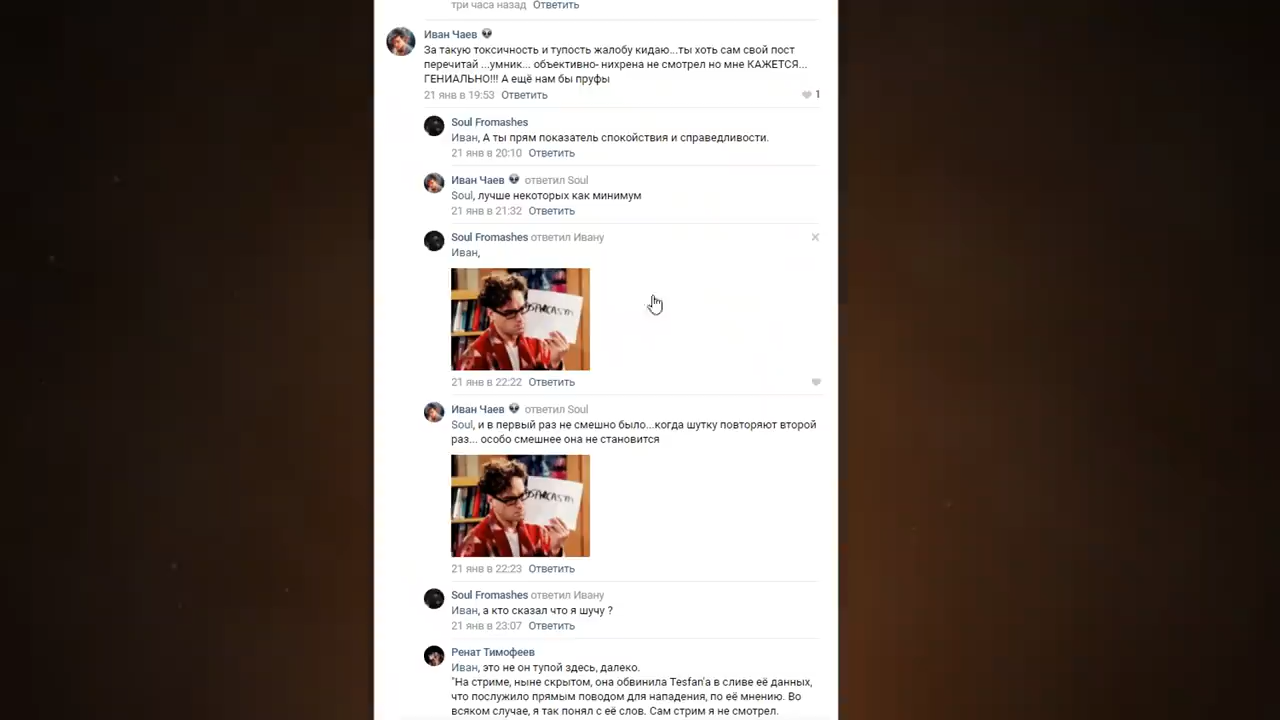 три часа назад Ответить
Иван Чаев
За такую токсичность и тупость жалобу кидаю...ты хоть сам свой пост
перечитай ...умник... объективно- нихрена не смотрел но мне КАЖЕТСЯ...
ГЕНИАЛЬНО!!! А ещё нам бы пруфы
21 янв в 19:53 Ответить
1
Soul Fromashes
Иван, А ты прям показатель спокойствия и справедливости.
21 янв в 20:10 Ответить
Иван Чаев ответил Soul
Soul, лучше некоторых как минимум
21 янв в 21:32 Ответить
Soul Fromashes ответил Ивану
Иван,
SARCASM
21 янв в 22:22 Ответить
Иван Чаев ответил Soul
Soul, и в первый раз не смешно было...когда шутку повторяют второй
раз... особо смешнее она не становится
SARCASM
21 янв в 22:23 Ответить
Soul Fromashes ответил Ивану
Иван, а кто сказал что я шучу ?
21 янв в 23:07 Ответить
Ренат Тимофеев
Иван, это не он тупой здесь, далеко.
"На стриме, ныне скрытом, она обвинила Tesfan'a в сливе её данных,
что послужило прямым поводом для нападения, по её мнению. Во
всяком случае, я так понял с её слов. Сам стрим я не смотрел.